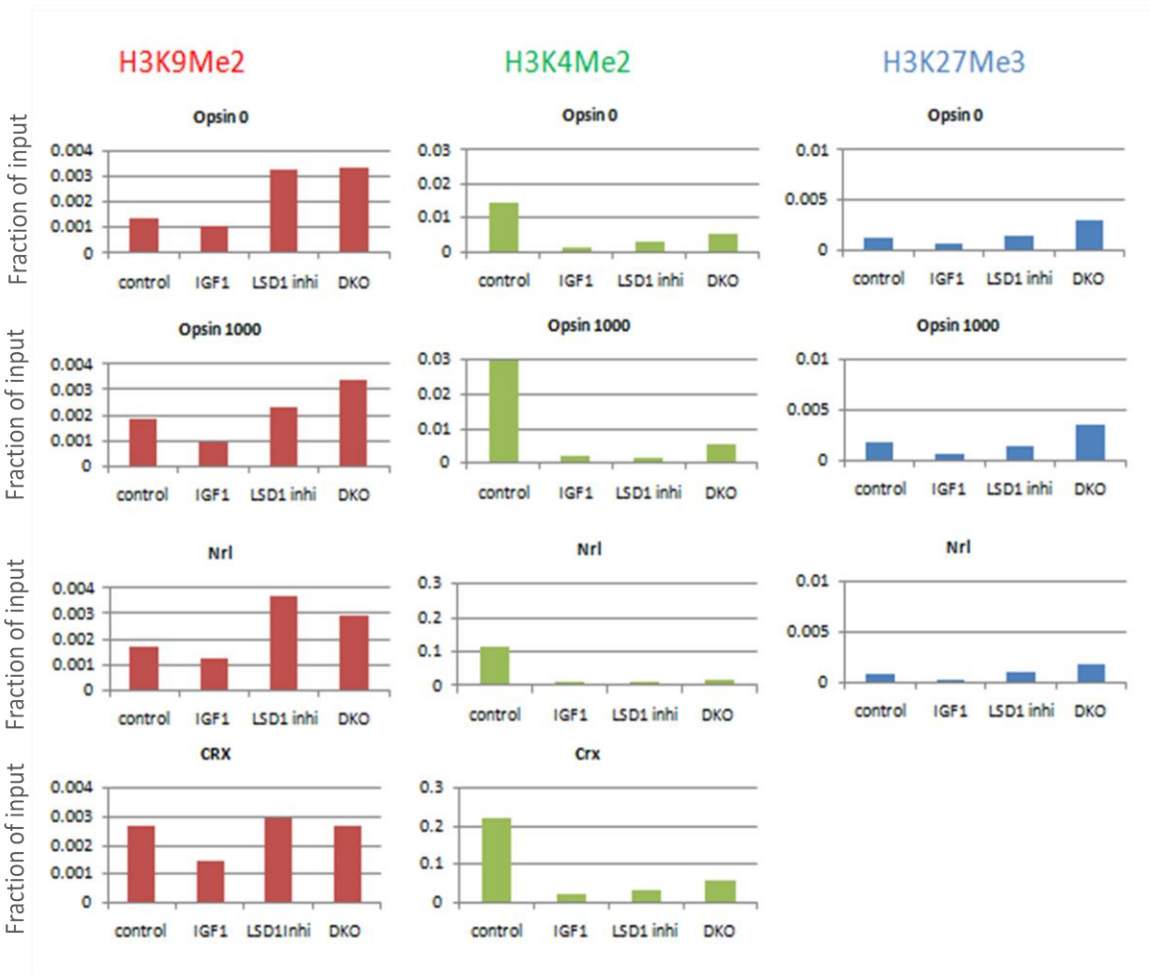 H3K9Me2 H3K4Me2 H3K27Me3
Opsin 0 Opsin 0 Opsin 0
Fraction of input
0.004 0.03 0.01
0.003
0.02
0.002 0.005
0.001 0.01
0 0 0
control IGF1 LSD1 inhi DKO control IGF1 LSD1 inhi DKO control IGF1 LSD1 inhi DKO
Opsin 1000 Opsin 1000 Opsin 1000
Fraction of input
0.004 0.03 0.01
0.003
0.02
0.002 0.005
0.001 0.01
0 0 0
control IGF1 LSD1 inhi DKO control IGF1 LSD1 inhi DKO control IGF1 LSD1 inhi DKO
Nrl Nrl Nrl
Fraction of input
0.004 0.3 0.01
0.003
0.2
0.002 0.005
0.001 0.1
0 0 0
control IGF1 LSD1 inhi DKO control IGF1 LSD1 inhi DKO control IGF1 LSD1 inhi DKO
CRX Crx
Fraction of input
0.004 0.3
0.003
0.2
0.002
0.001 0.1
0 0
control IGF1 LSD1Inhi DKO control IGF1 LSD1 inhi DKO